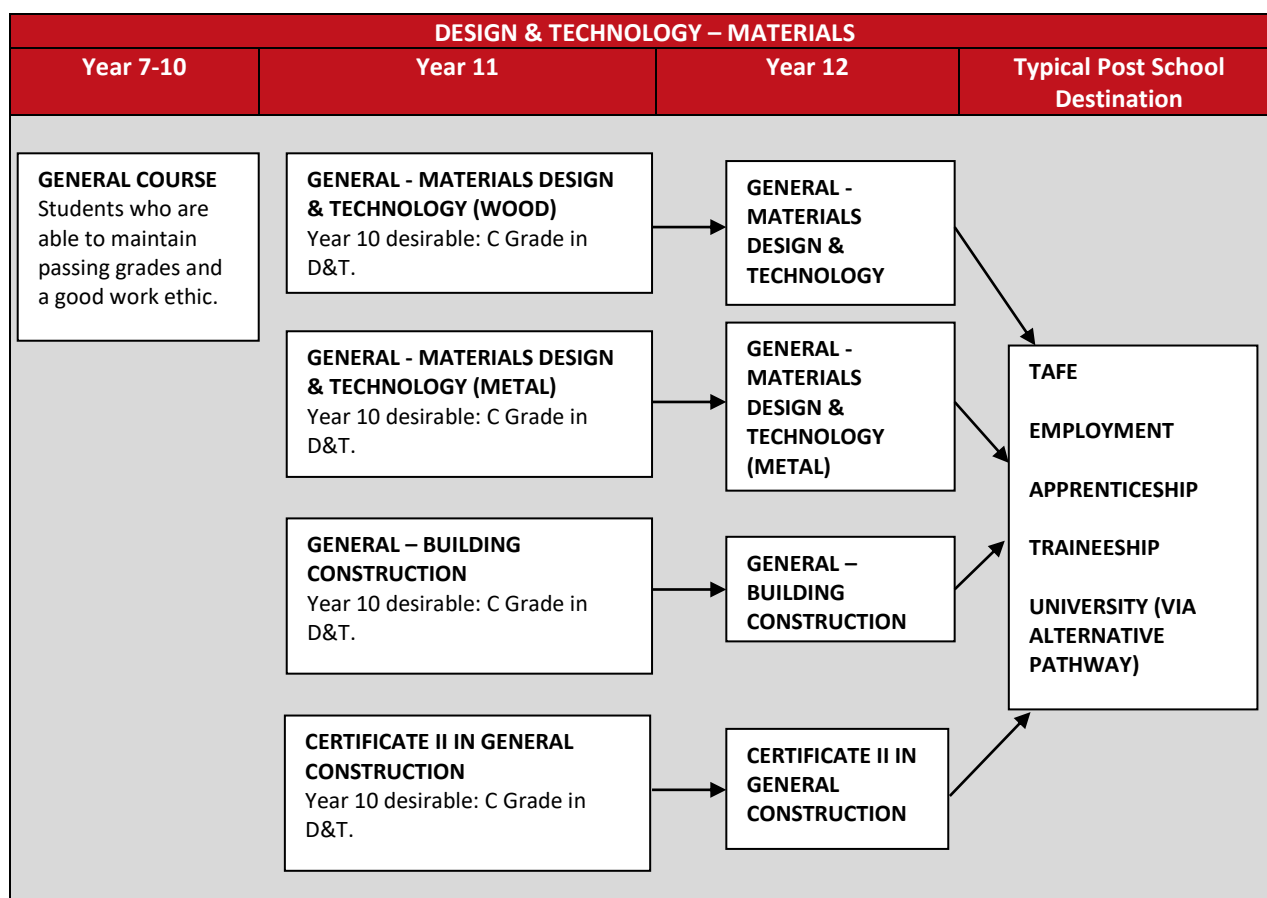 DESIGN & TECHNOLOGY – MATERIALS
Year 7-10
Year 11
Year 12
Typical Post School
Destination
GENERAL COURSE
Students who are
able to maintain
passing grades and
a good work ethic.
GENERAL - MATERIALS DESIGN
& TECHNOLOGY (WOOD)
Year 10 desirable: C Grade in
D&T.
GENERAL -
MATERIALS
DESIGN &
TECHNOLOGY
GENERAL - MATERIALS DESIGN
& TECHNOLOGY (METAL)
Year 10 desirable: C Grade in
D&T.
GENERAL -
MATERIALS
DESIGN &
TECHNOLOGY
(METAL)
GENERAL – BUILDING
CONSTRUCTION
Year 10 desirable: C Grade in
D&T.
GENERAL –
BUILDING
CONSTRUCTION
CERTIFICATE II IN GENERAL
CONSTRUCTION
Year 10 desirable: C Grade in
D&T.
CERTIFICATE II IN
GENERAL
CONSTRUCTION
TAFE
EMPLOYMENT
APPRENTICESHIP
TRAINEESHIP
UNIVERSITY (VIA
ALTERNATIVE
PATHWAY)